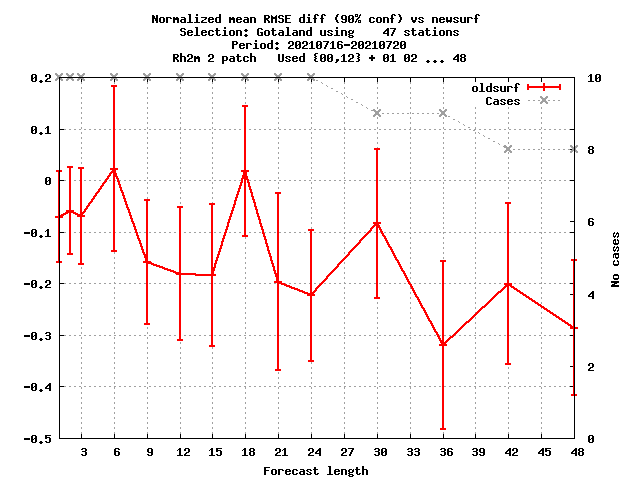 Normalized mean RMSE diff (90% conf) vs newsurf
Selection: Gotaland using    47 stations
Period: 20210716-20210720
Rh2m 2 patch   Used {00,12} + 01 02 ... 48
oldsurf
Cases
0.2
0.1
0
-0.1
-0.2
-0.3
-0.4
-0.5
10
8
6
4
2
0
No cases
3 6 9 12 15 18 21 24 27 30 33 36 39 42 45 48
Forecast length